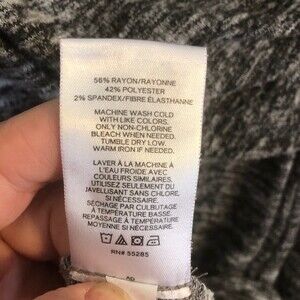 56% RAYON/RAYONNE
42% POLYESTER
2% SPANDEX/FIBRE ÉLASTHANNE
MACHINE WASH COLD
WITH LIKE COLORS.
ONLY NON-CHLORINE
BLEACH WHEN NEEDED.
TUMBLE DRY LOW.
WARM IRON IF NEEDED.
LAVER À LA MACHINE À
L'EAU FROIDE AVEC
COULEURS SIMILAIRES.
UTILISEZ SEULEMENT DU
JAVELLISANT SANS CHLORE,
SI NÉCESSAIRE.
SÉCHAGE PAR CULBUTAGE
À TEMPÉRATURE BASSE.
REPASSAGE À TEMPÉRATURE
MOYENNE, SI NÉCESSAIRE.
RN# 55285